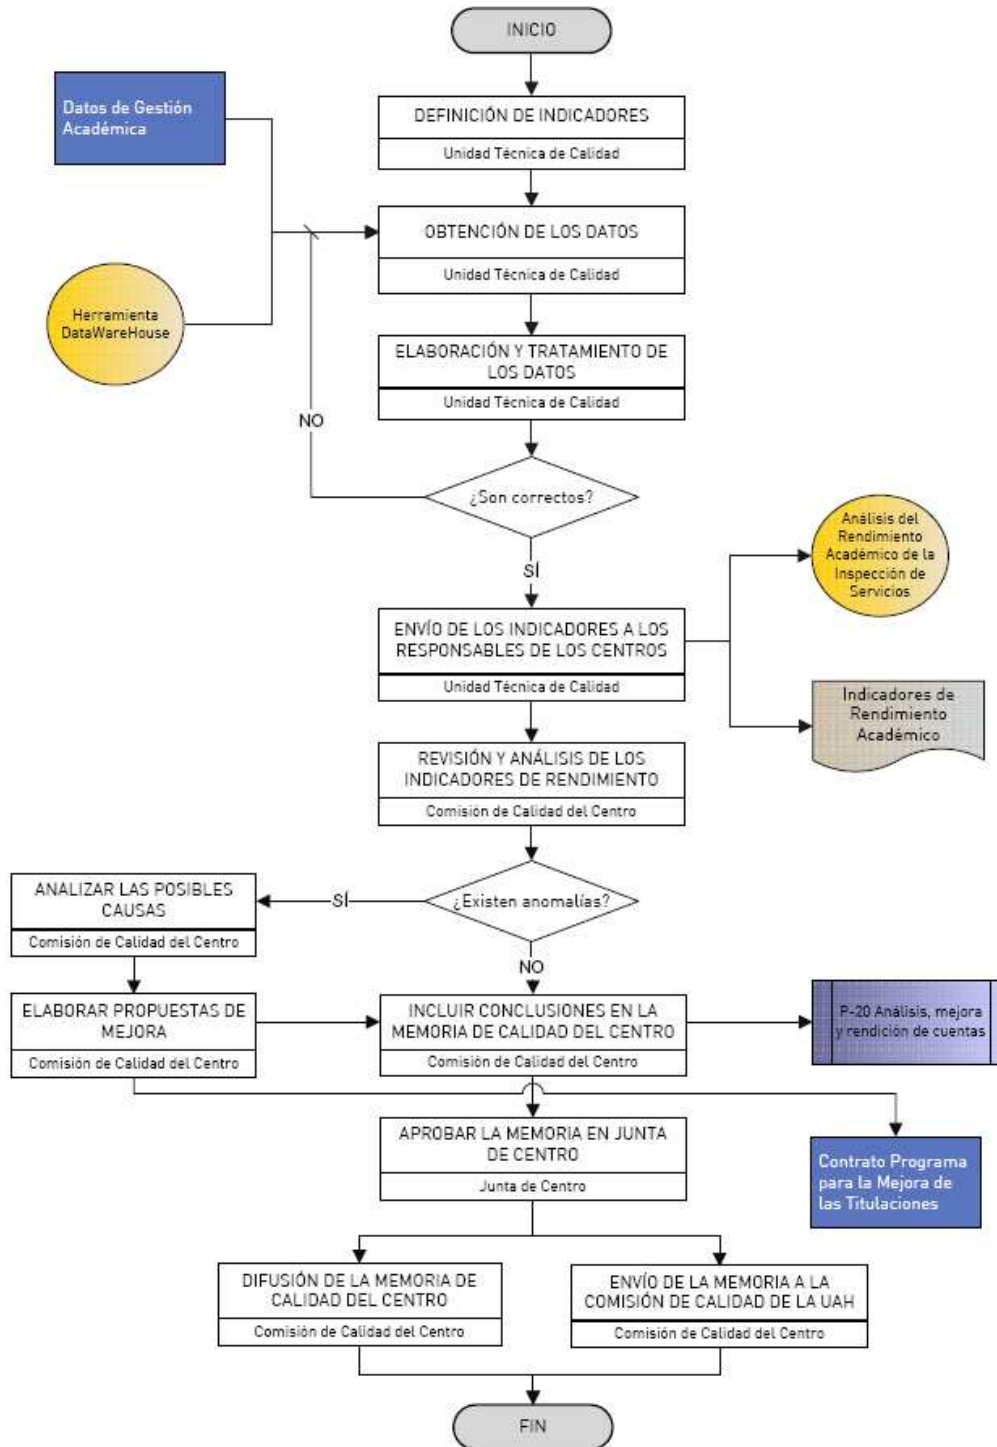 INICIO
Datos de Gestión
Académica
DEFINICIÓN DE INDICADORES
Unidad Técnica de Calidad
OBTENCIÓN DE LOS DATOS
Unidad Técnica de Calidad
Herramienta
DataWareHouse
ELABORACIÓN Y TRATAMIENTO DE
LOS DATOS
Unidad Técnica de Calidad
NO
¿Son correctos?
SÍ
Análisis del
Rendimiento
Académico de la
Inspección de
Servicios
ENVÍO DE LOS INDICADORES A LOS
RESPONSABLES DE LOS CENTROS
Unidad Técnica de Calidad
Indicadores de
Rendimiento
Académico
REVISIÓN Y ANÁLISIS DE LOS
INDICADORES DE RENDIMIENTO
Comisión de Calidad del Centro
ANALIZAR LAS POSIBLES
CAUSAS
Comisión de Calidad del Centro
SÍ
¿Existen anomalías?
NO
ELABORAR PROPUESTAS DE
MEJORA
Comisión de Calidad del Centro
INCLUIR CONCLUSIONES EN LA
MEMORIA DE CALIDAD DEL CENTRO
Comisión de Calidad del Centro
P-20 Análisis, mejora
y rendición de cuentas
APROBAR LA MEMORIA EN JUNTA
DE CENTRO
Junta de Centro
Contrato Programa
para la Mejora de
las Titulaciones
DIFUSIÓN DE LA MEMORIA DE
CALIDAD DEL CENTRO
Comisión de Calidad del Centro
ENVÍO DE LA MEMORIA A LA
COMISIÓN DE CALIDAD DE LA UAH
Comisión de Calidad del Centro
FIN